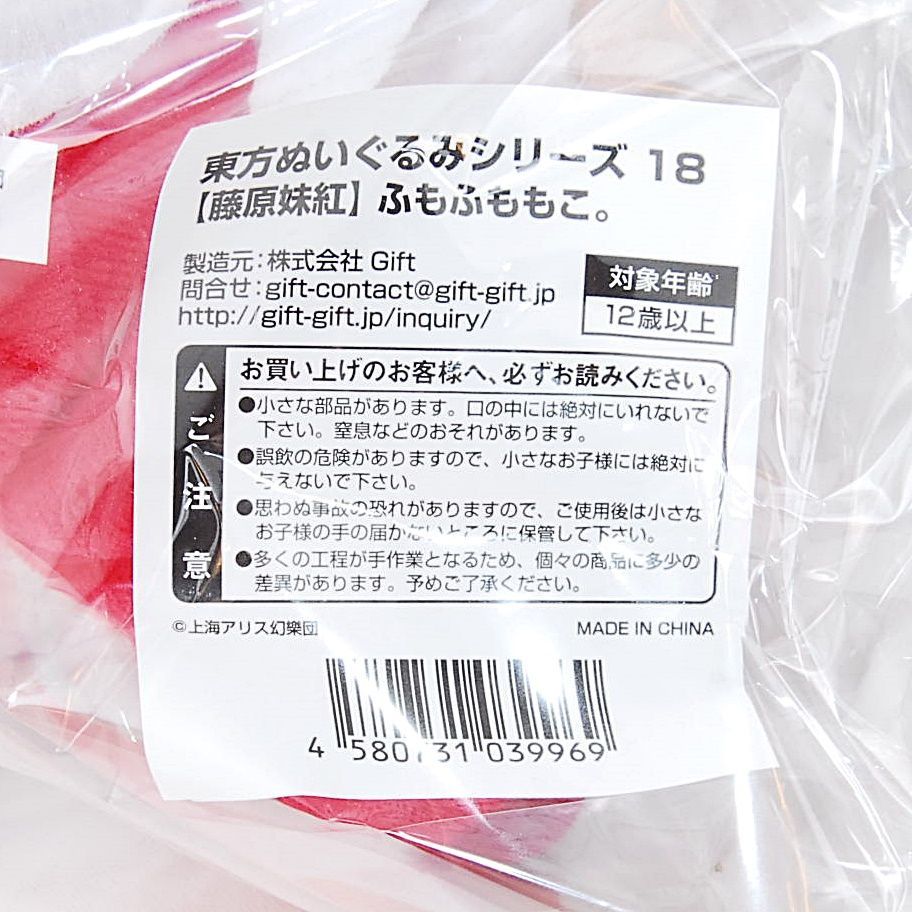 東方ぬいぐるみシリーズ 18
【藤原妹紅】ふもふももこ。
製造元：株式会社 Gift
問合せ：gift-contact@gift-gift.jp
http://gift-gift.jp/inquiry/
対象年齢
12歳以上
ご注意
お買い上げのお客様へ、必ずお読みください。
●小さな部品があります。口の中には絶対にいれないで
下さい。窒息などのおそれがあります。
●誤飲の危険がありますので、小さなお子様には絶対に
与えないで下さい。
●思わぬ事故の恐れがありますので、ご使用後は小さな
お子様の手の届かないところに保管して下さい。
●多くの工程が手作業となるため、個々の商品に多少の
差異があります。予めご了承ください。
©上海アリス幻樂団
MADE IN CHINA
4 580731 039969